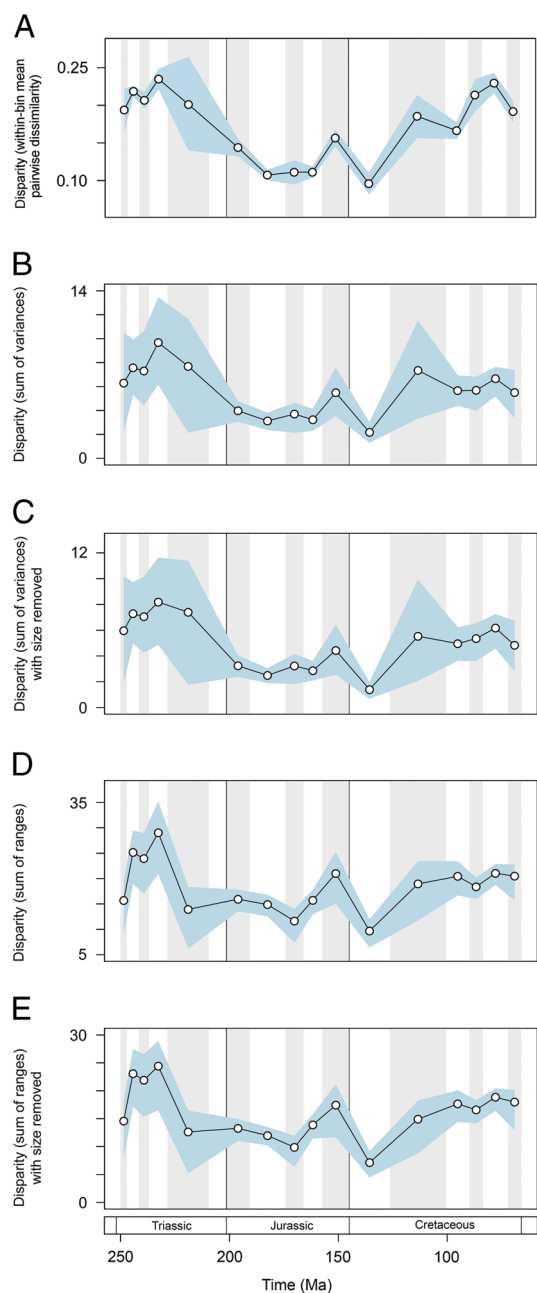 A
Disparity (within-bin mean
pairwise dissimilarity)
0.25
0.10
B
Disparity (sum of variances)
14
0
C
Disparity (sum of variances)
with size removed
12
0
D
Disparity (sum of ranges)
35
5
E
Disparity (sum of ranges)
with size removed
30
0
Triassic Jurassic Cretaceous
250 200 150 100
Time (Ma)